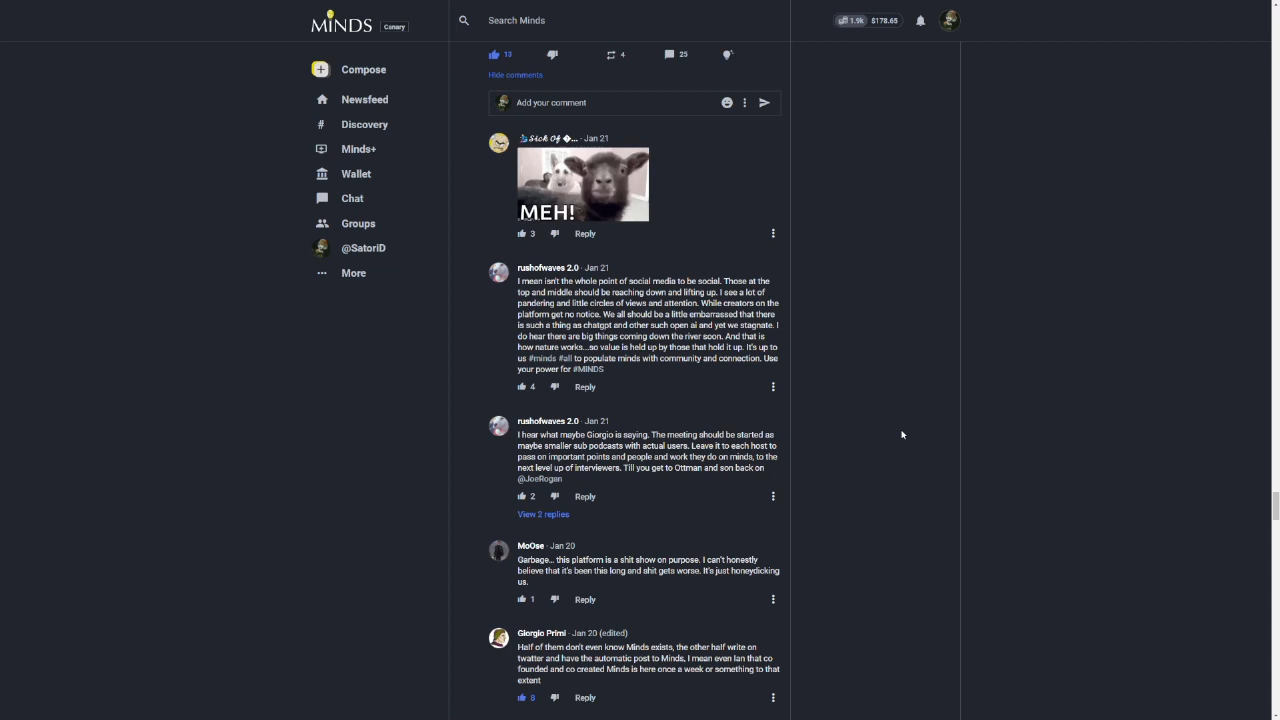 MINDS
Canary
Search Minds
1.9k $178.65
Compose
Newsfeed
# Discovery
Minds+
Wallet
Chat
Groups
@SatoriD
More
13 4 25
Hide comments
Add your comment
𝓢𝓲𝓬𝓴 𝓞𝓯 �... · Jan 21
MEH!
3 Reply
rushofwaves 2.0 · Jan 21
I mean isn't the whole point of social media to be social. Those at the
top and middle should be reaching down and lifting up. I see a lot of
pandering and little circles of views and attention. While creators on the
platform get no notice. We all should be a little embarrassed that there
is such a thing as chatgpt and other such open ai and yet we stagnate. I
do hear there are big things coming down the river soon. And that is
how nature works...so value is held up by those that hold it up. It's up to
us #minds #all to populate minds with community and connection. Use
your power for #MINDS
4 Reply
rushofwaves 2.0 · Jan 21
I hear what maybe Giorgio is saying. The meeting should be started as
maybe smaller sub podcasts with actual users. Leave it to each host to
pass on important points and people and work they do on minds, to the
next level up of interviewers. Till you get to Ottman and son back on
@JoeRogan
2 Reply
View 2 replies
MoOse · Jan 20
Garbage... this platform is a shit show on purpose. I can't honestly
believe that it's been this long and shit gets worse. It's just honeydicking
us.
1 Reply
Giorgio Primi · Jan 20 (edited)
Half of them don't even know Minds exists, the other half write on
twatter and have the automatic post to Minds, I mean even Ian that co
founded and co created Minds is here once a week or something to that
extent
8 Reply